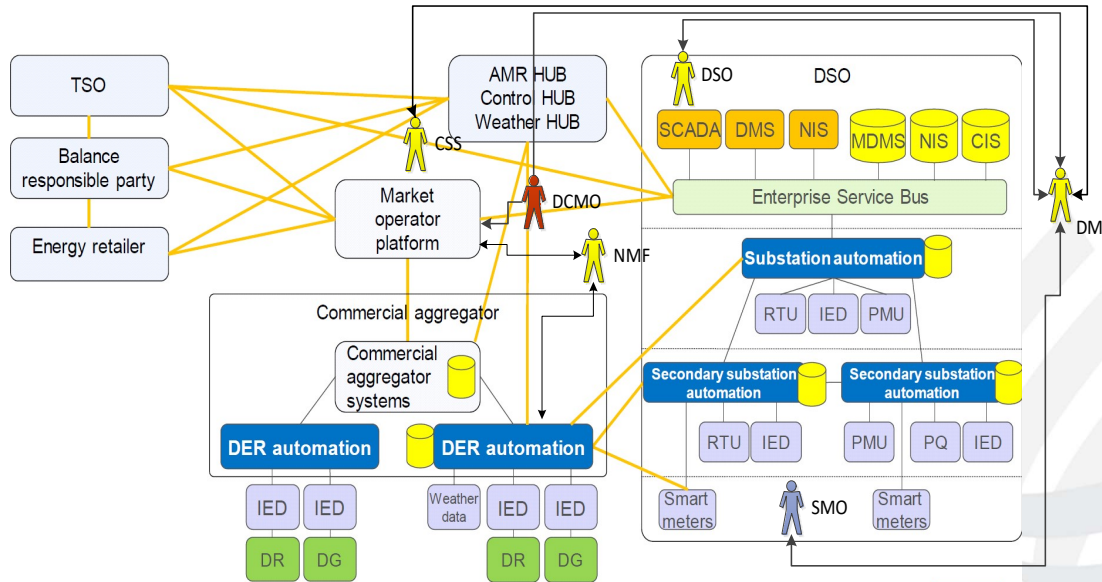 TSO
Balance
responsible party
Energy retailer
AMR HUB
Control HUB
Weather HUB
CSS
Market
operator
platform
DCMO
NMF
DSO
DSO
SCADA
DMS
NIS
MDMS
NIS
CIS
Enterprise Service Bus
DM
Substation automation
RTU
IED
PMU
Commercial aggregator
Commercial
aggregator
systems
Secondary substation
automation
Secondary substation
automation
RTU
IED
PMU
PQ
IED
DER automation
DER automation
IED
IED
Weather
data
IED
IED
Smart
meters
SMO
Smart
meters
DR
DG
DR
DG